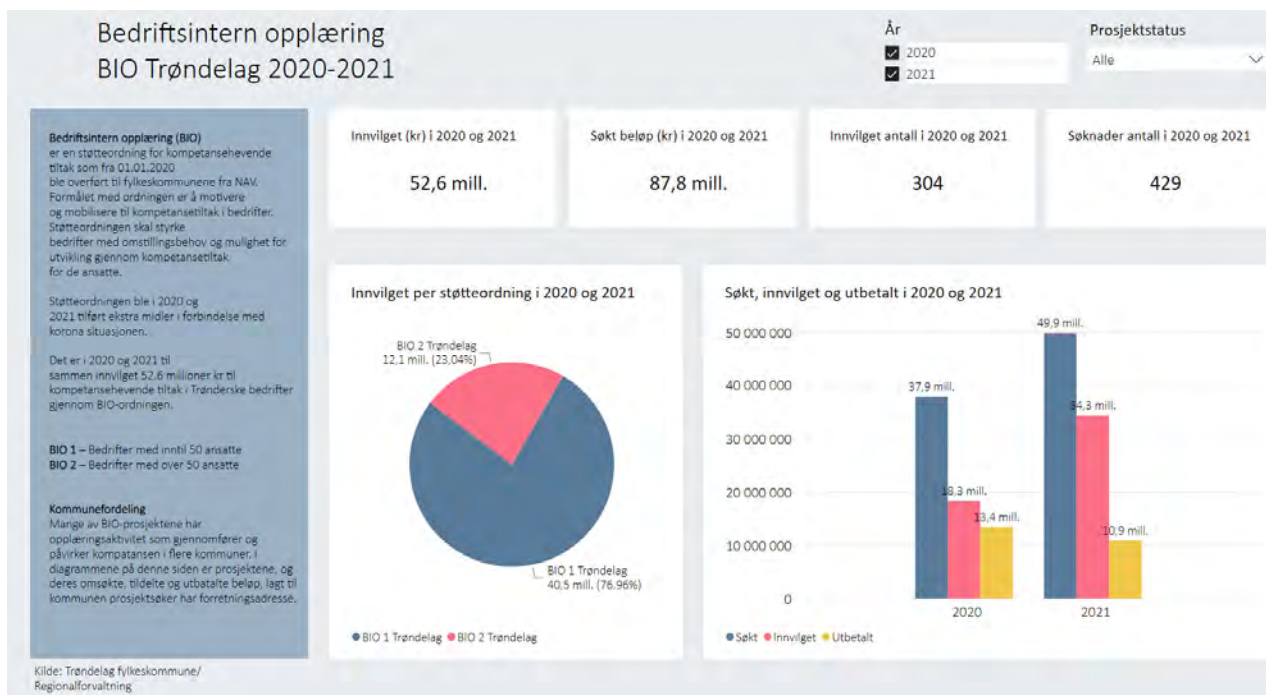 Bedriftsintern opplæring
BIO Trøndelag 2020-2021
År
2020
2021
Prosjektstatus
Alle
Bedriftsintern opplæring (BIO)
er en støtteordning for kompetansehevende
tiltak som fra 01.01.2020
ble overført til fylkeskommunene fra NAV.
Formålet med ordningen er å motivere
og mobilisere til kompetansetiltak i bedrifter.
Støtteordningen skal styrke
bedrifter med omstillingsbehov og mulighet for
utvikling gjennom kompetansetiltak
for de ansatte.
Støtteordningen ble i 2020 og
2021 tilført ekstra midler i forbindelse med
korona situasjonen.
Det er i 2020 og 2021 til
sammen innvilget 52,6 millioner kr til
kompetansehevende tiltak i Trønderske bedrifter
gjennom BIO-ordningen.
BIO 1 – Bedrifter med inntil 50 ansatte
BIO 2 – Bedrifter med over 50 ansatte
Kommunefordeling
Mange av BIO-prosjektene har
opplæringsaktivitet som gjennomfører og
påvirker kompatansen i flere kommuner. I
diagrammene på denne siden er prosjektene, og
deres omsøkte, tildelte og utbatalte beløp, lagt til
kommunen prosjektsøker har forretningsadresse.
Kilde: Trøndelag fylkeskommune/
Regionalforvaltning
Innvilget (kr) i 2020 og 2021
52,6 mill.
Søkt beløp (kr) i 2020 og 2021
87,8 mill.
Innvilget antall i 2020 og 2021
304
Søknader antall i 2020 og 2021
429
Innvilget per støtteordning i 2020 og 2021
BIO 2 Trøndelag
12,1 mill. (23,04%)
BIO 1 Trøndelag
40,5 mill. (76,96%)
BIO 1 Trøndelag BIO 2 Trøndelag
Søkt, innvilget og utbetalt i 2020 og 2021
50 000 000
40 000 000
30 000 000
20 000 000
10 000 000
0
37,9 mill.
18,3 mill.
13,4 mill.
49,9 mill.
34,3 mill.
10,9 mill.
2020
2021
Søkt Innvilget Utbetalt